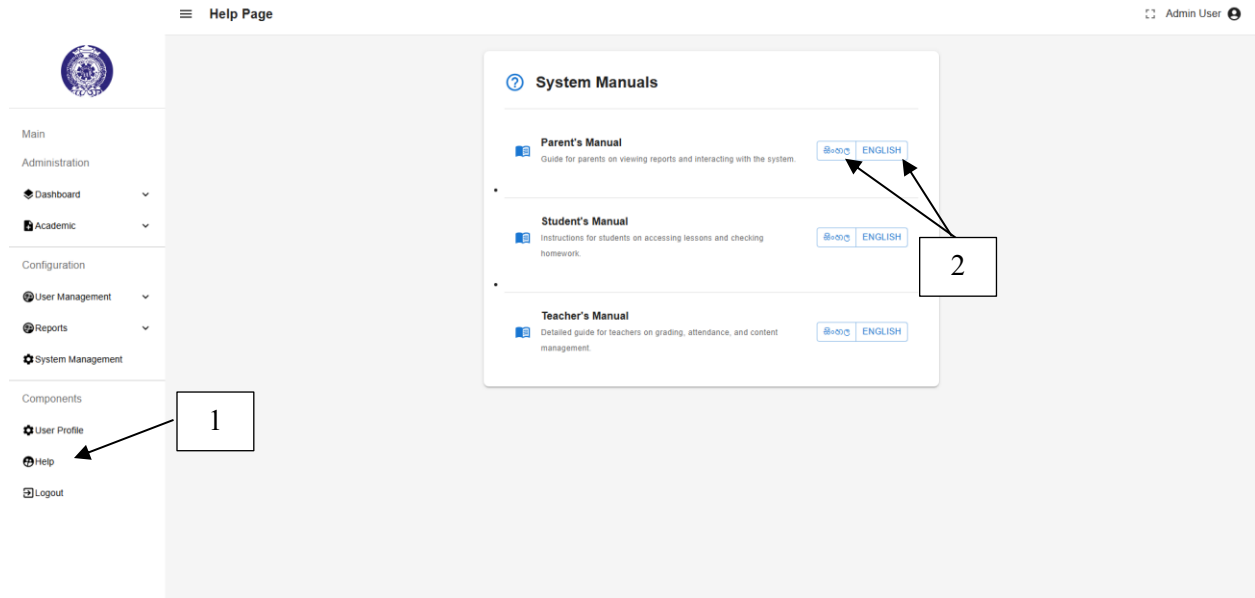 Help Page
Admin User
Main
Administration
Dashboard
Academic
Configuration
User Management
Reports
System Management
Components
User Profile
Help
Logout
System Manuals
Parent's Manual
Guide for parents on viewing reports and interacting with the system.
සිංහල ENGLISH
Student's Manual
Instructions for students on accessing lessons and checking
homework.
සිංහල ENGLISH
Teacher's Manual
Detailed guide for teachers on grading, attendance, and content
management.
සිංහල ENGLISH
1
2